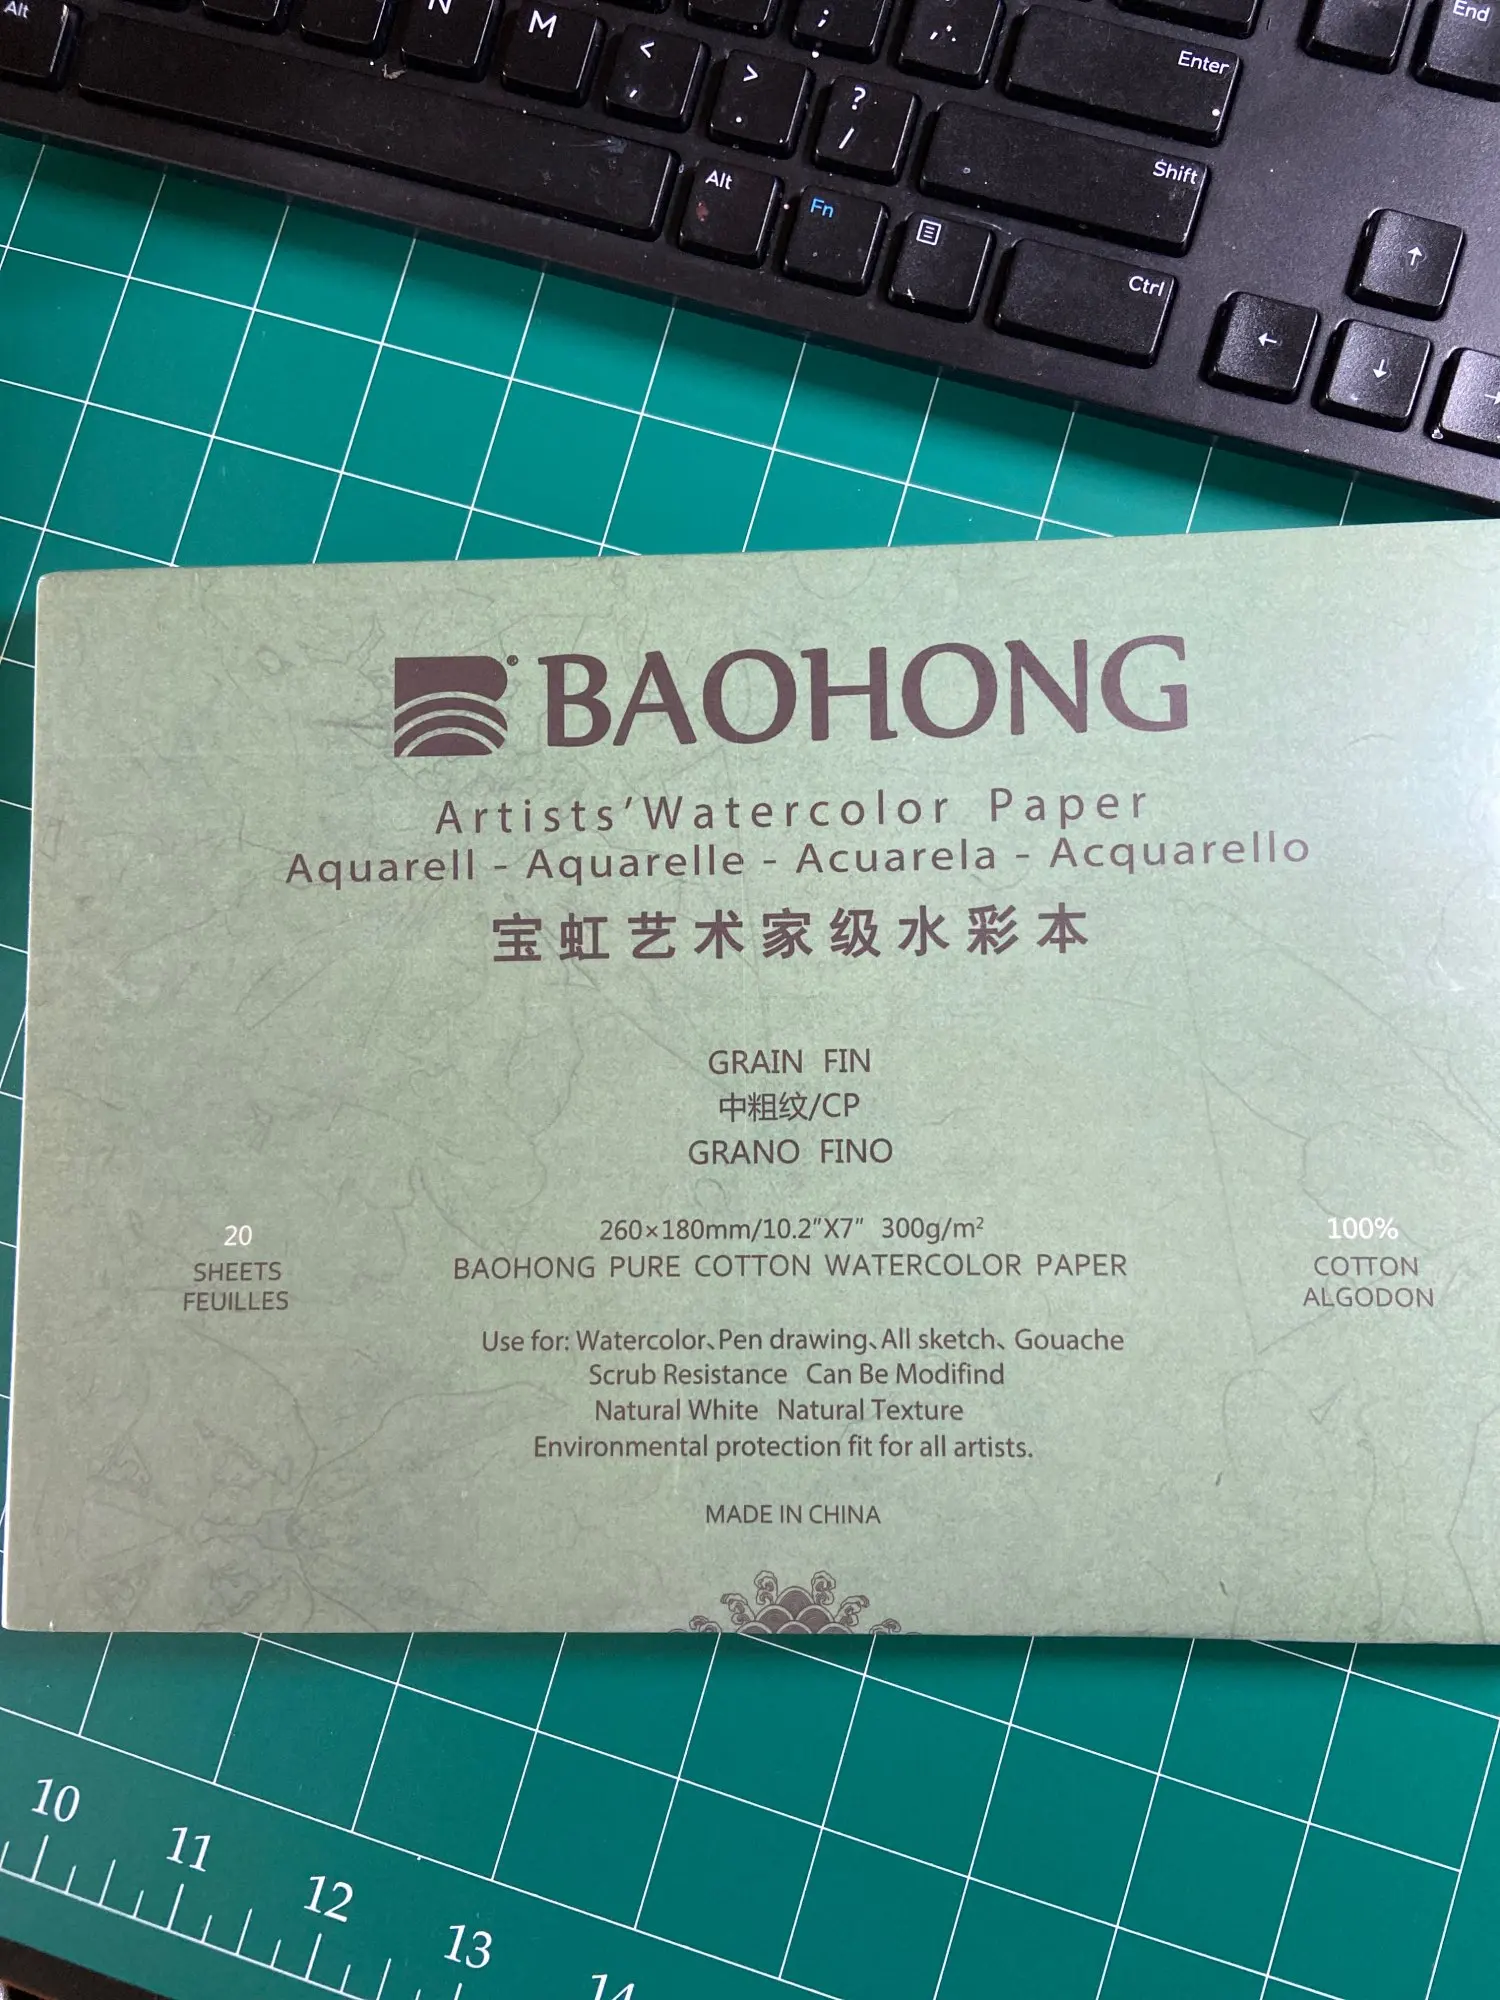 Alt
N
M
<
,
>
.
?
/
;
:
Enter
End
Shift
Alt
Fn
Ctrl
↑
←
↓
→
BAOHONG
Artists' Watercolor Paper
Aquarell - Aquarelle - Acuarela - Acquarello
宝虹艺术家级水彩本
GRAIN FIN
中粗纹/CP
GRANO FINO
20
SHEETS
FEUILLES
260×180mm/10.2"X7" 300g/m²
BAOHONG PURE COTTON WATERCOLOR PAPER
100%
COTTON
ALGODON
Use for: Watercolor、Pen drawing、All sketch、Gouache
Scrub Resistance Can Be Modifind
Natural White Natural Texture
Environmental protection fit for all artists.
MADE IN CHINA
10
11
12
13
14